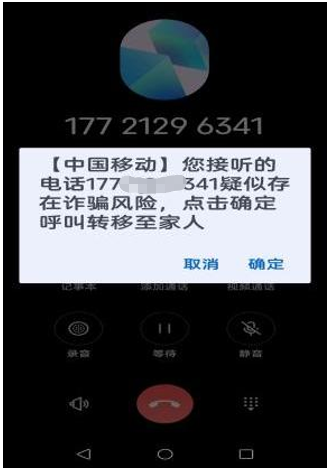 177 2129 6341
【中国移动】您接听的
电话177 341疑似存
在诈骗风险，点击确定
呼叫转移至家人
取消 确定
记事本 添加通话 视频通话
录音 等待 静音